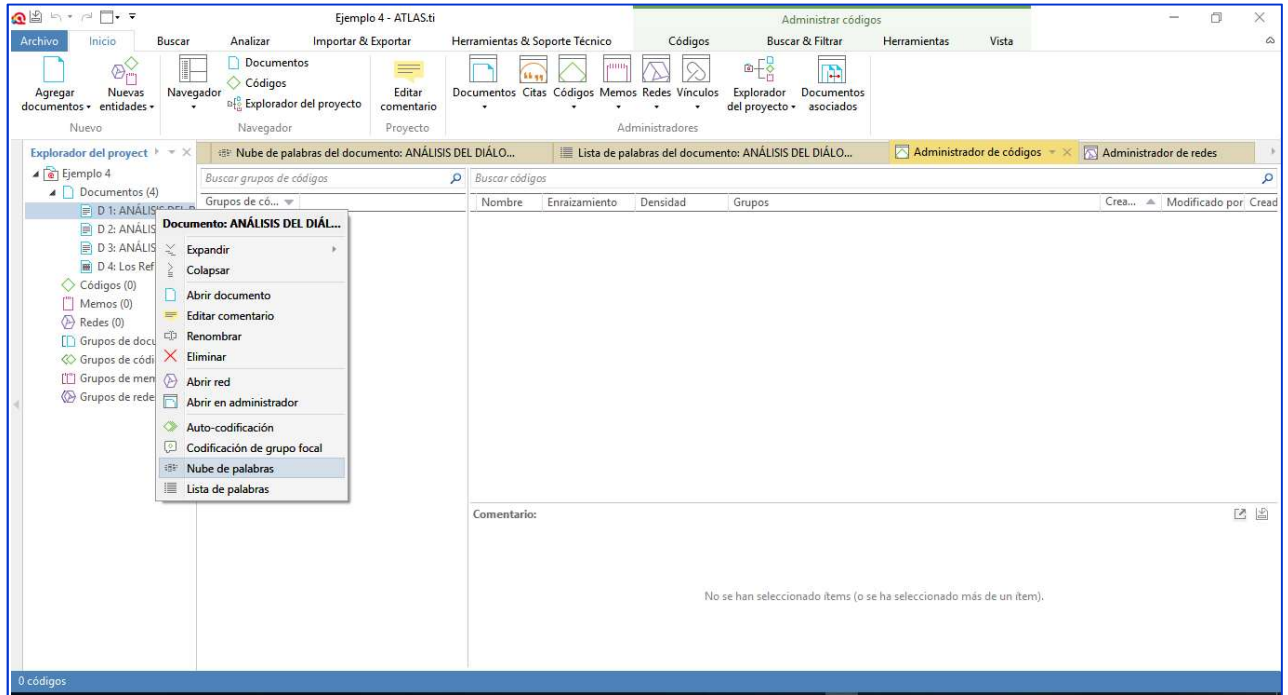 Ejemplo 4 - ATLAS.ti
Administrar códigos
Archivo Inicio Buscar Analizar Importar & Exportar Herramientas & Soporte Técnico Códigos Buscar & Filtrar Herramientas Vista
Agregar documentos
Nuevas entidades
Navegador
Documentos
Códigos
Explorador del proyecto
Editar comentario
Documentos Citas Códigos Memos Redes Vínculos
Explorador del proyecto
Documentos asociados
Nuevo Navegador Proyecto Administradores
Explorador del proyect
Nube de palabras del documento: ANÁLISIS DEL DIÁLO...
Lista de palabras del documento: ANÁLISIS DEL DIÁLO...
Administrador de códigos
Administrador de redes
Ejemplo 4
Documentos (4)
D 1: ANÁLISIS DEL D
D 2: ANÁLIS
D 3: ANÁLIS
D 4: Los Ref
Códigos (0)
Memos (0)
Redes (0)
Grupos de docu
Grupos de códi
Grupos de mem
Grupos de rede
Buscar grupos de códigos
Grupos de có...
Buscar códigos
Nombre Enraizamiento Densidad Grupos Crea... Modificado por Cread
Documento: ANÁLISIS DEL DIÁL...
Expandir
Colapsar
Abrir documento
Editar comentario
Renombrar
Eliminar
Abrir red
Abrir en administrador
Auto-codificación
Codificación de grupo focal
Nube de palabras
Lista de palabras
Comentario:
No se han seleccionado ítems (o se ha seleccionado más de un ítem).
0 códigos